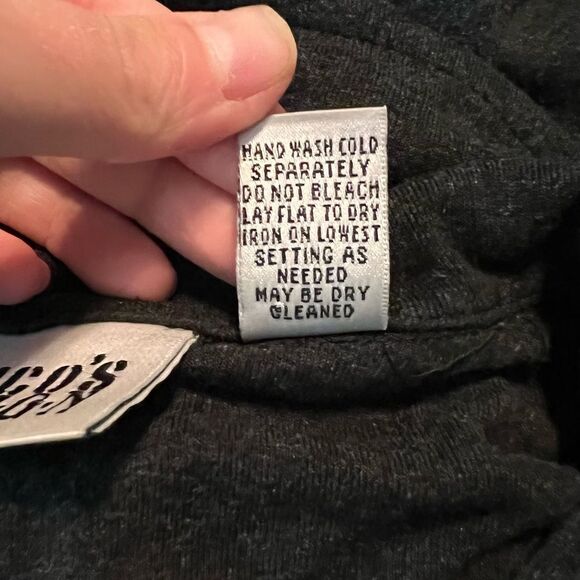 HAND WASH COLD
SEPARATELY
DO NOT BLEACH
LAY FLAT TO DRY
IRON ON LOWEST
SETTING AS
NEEDED
MAY BE DRY
CLEANED